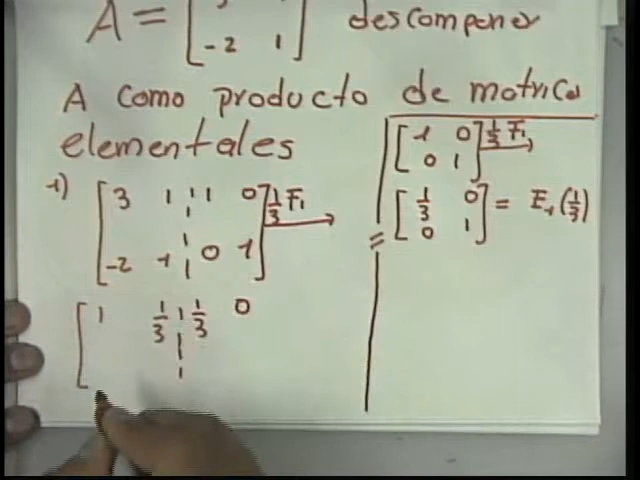 A = [ descomponer
-2 1 ]
A como producto de matrices
elementales
1) [ 3 1 | 1 0 ] 1/3 F₁ →
[ -2 1 | 0 1 ]
[ 1 1/3 | 1/3 0
[ 1 0 ] 1/3 F₁ →
[ 0 1 ]
= [ 1/3 0 ] = E₁(1/3)
[ 0 1 ]